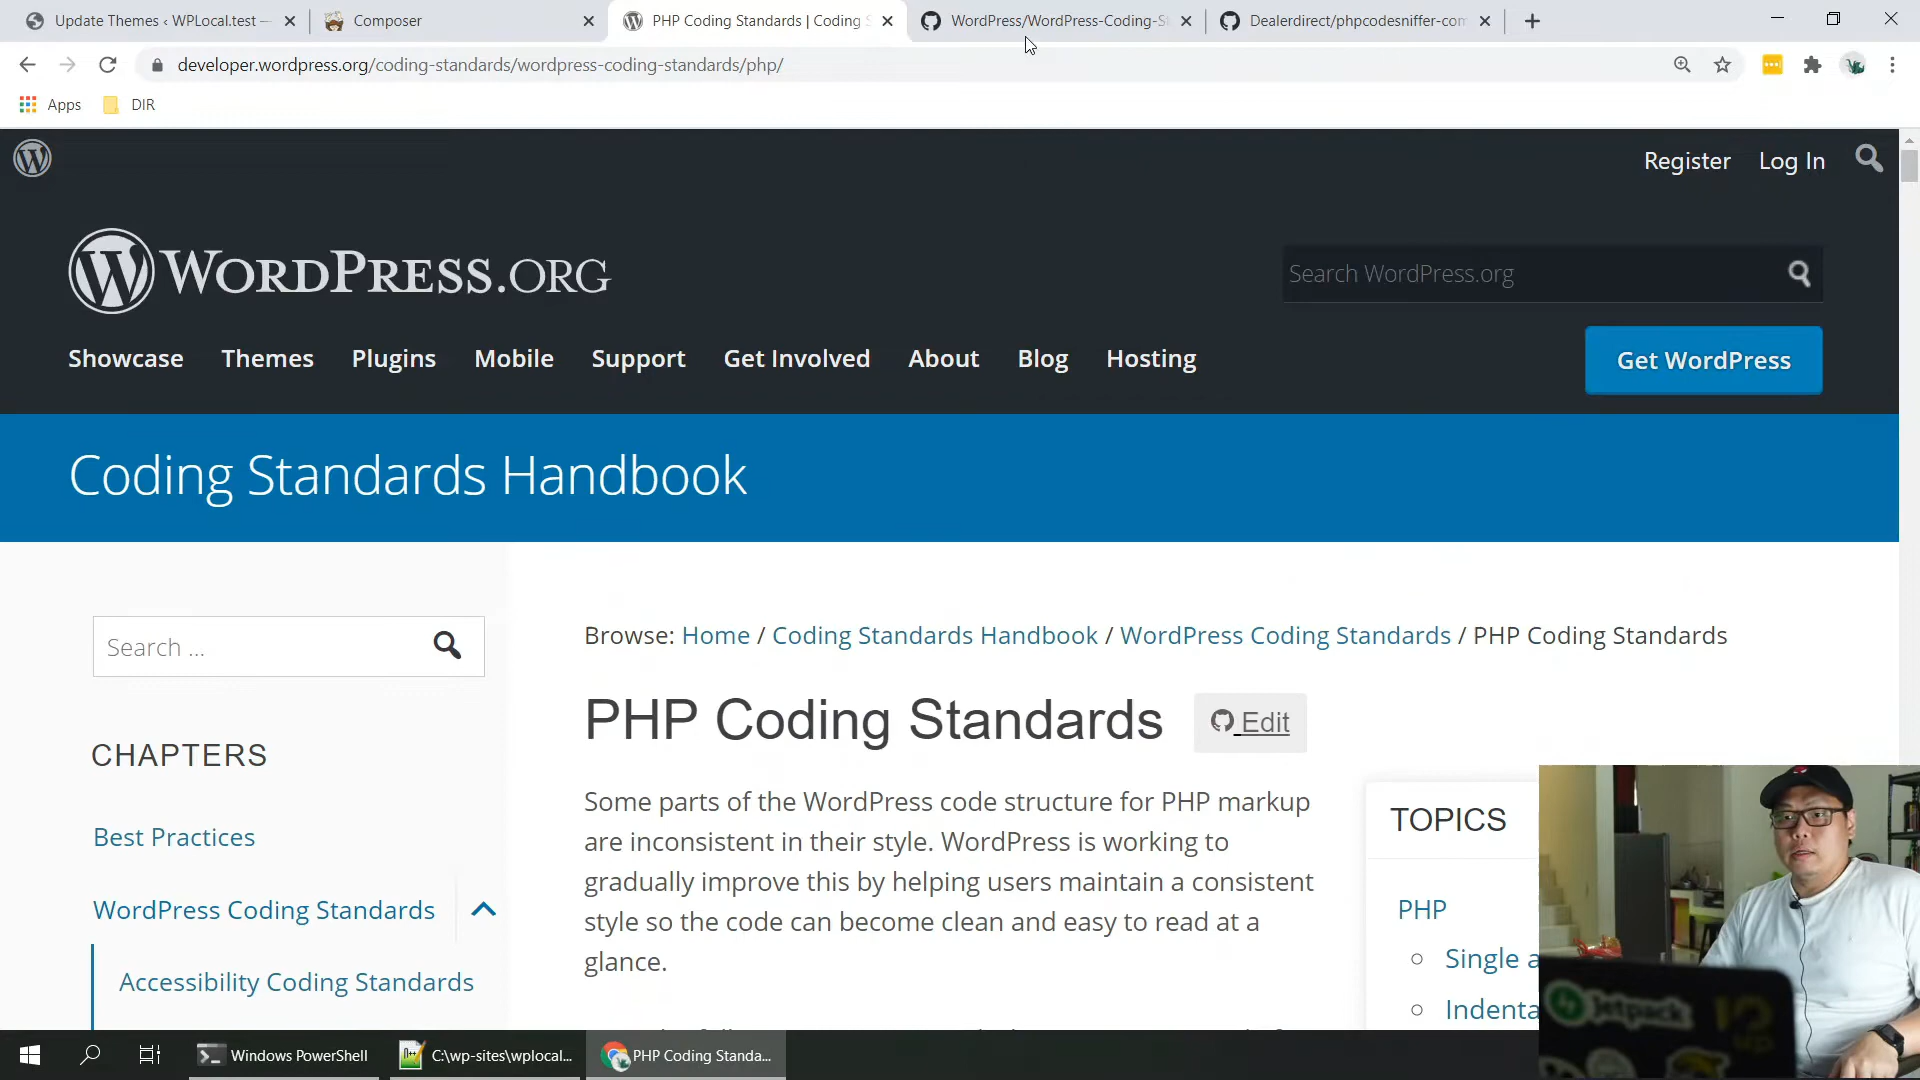 Update Themes ‹ WPLocal.test —
Composer
PHP Coding Standards | Coding S
WordPress/WordPress-Coding-St
Dealerdirect/phpcodesniffer-com
developer.wordpress.org/coding-standards/wordpress-coding-standards/php/
Apps
DIR
Register
Log In
WORDPRESS.ORG
Search WordPress.org
Showcase
Themes
Plugins
Mobile
Support
Get Involved
About
Blog
Hosting
Get WordPress
Coding Standards Handbook
Search ...
Browse: Home / Coding Standards Handbook / WordPress Coding Standards / PHP Coding Standards
PHP Coding Standards
Edit
CHAPTERS
Best Practices
WordPress Coding Standards
Accessibility Coding Standards
Some parts of the WordPress code structure for PHP markup
are inconsistent in their style. WordPress is working to
gradually improve this by helping users maintain a consistent
style so the code can become clean and easy to read at a
glance.
TOPICS
PHP
Single a
Indenta
Jetpack
Windows PowerShell
C:\wp-sites\wplocal...
PHP Coding Standa...